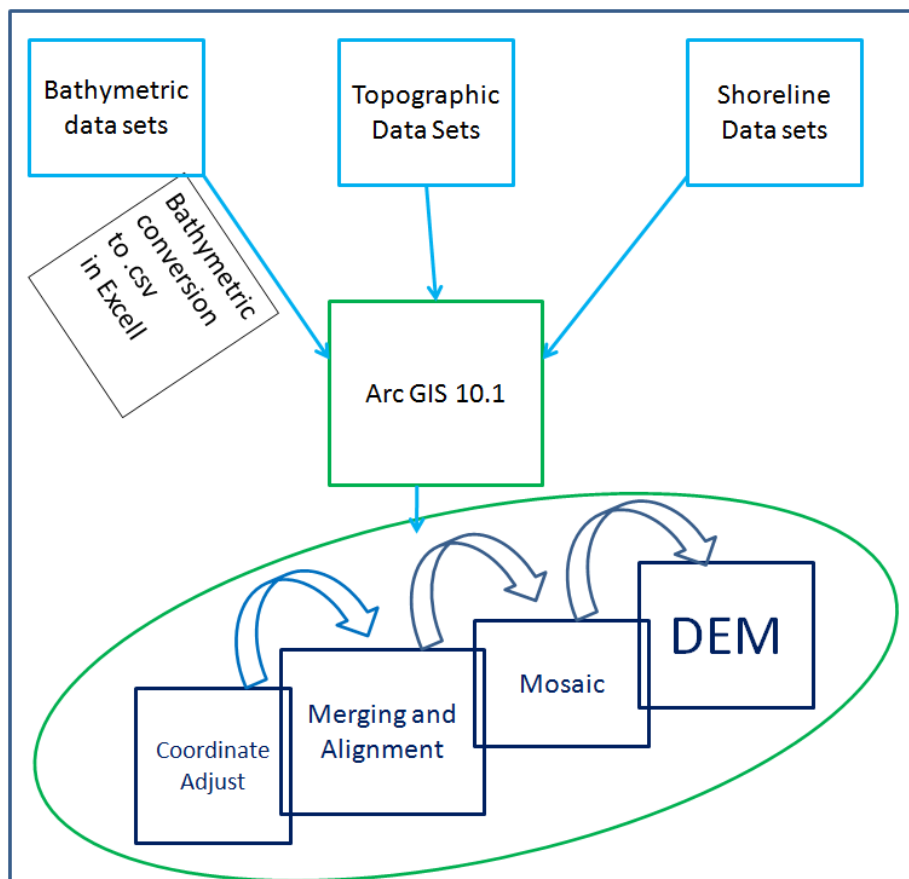 Bathymetric
data sets
Topographic
Data Sets
Shoreline
Data sets
Bathymetric
conversion
to .csv
in Excell
Arc GIS 10.1
Coordinate
Adjust
Merging and
Alignment
Mosaic
DEM